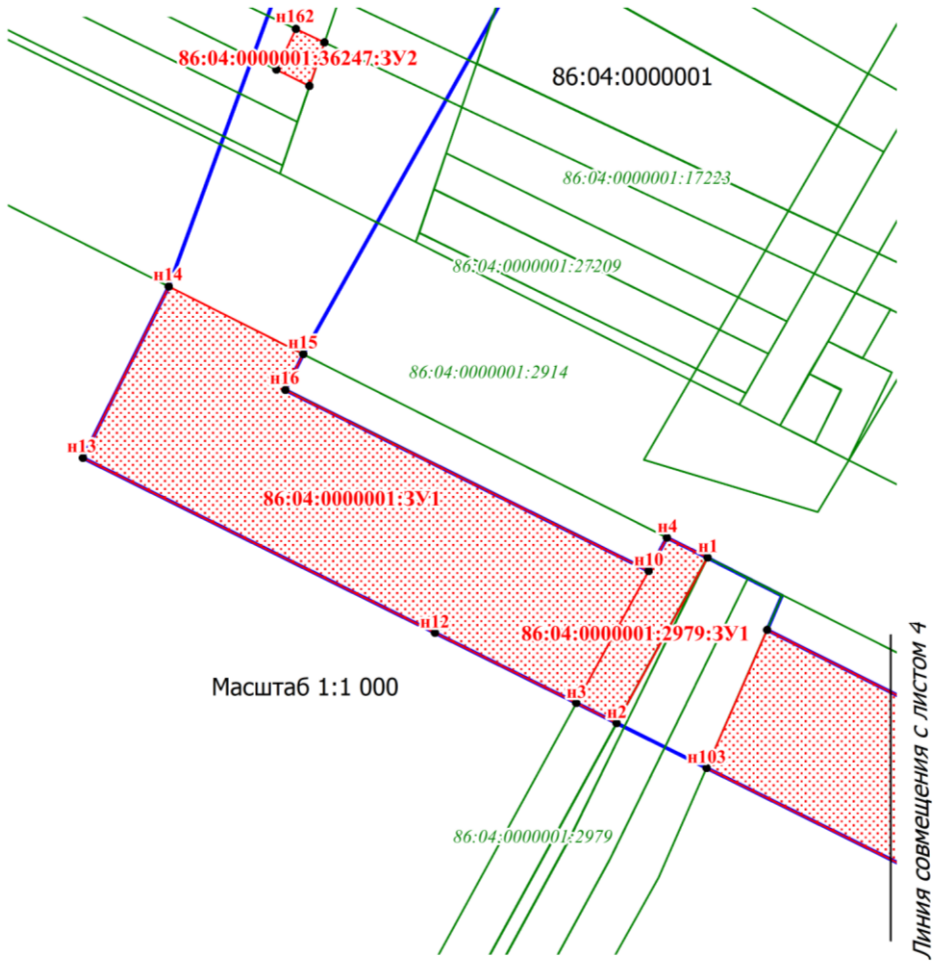 н162
86:04:0000001:36247:ЗУ2
86:04:0000001
86:04:0000001:17223
86:04:0000001:27209
н14
н15
86:04:0000001:2914
н16
н13
86:04:0000001:ЗУ1
н4
н1
н10
н12
86:04:0000001:2979:ЗУ1
Масштаб 1:1 000
н3
н2
н103
86:04:0000001:2979
Линия совмещения с листом 4